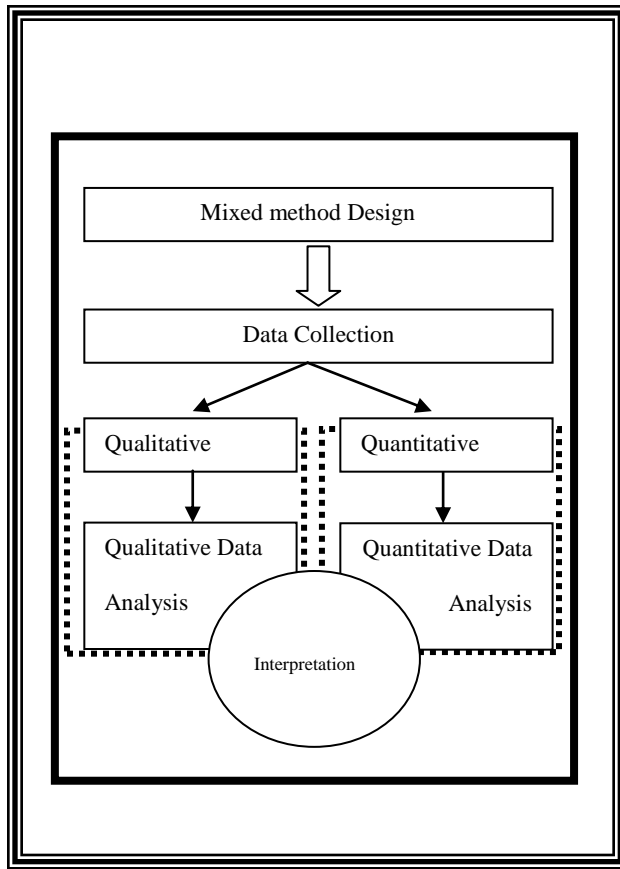 Mixed method Design
Data Collection
Qualitative
Quantitative
Qualitative Data
Analysis
Quantitative Data
Analysis
Interpretation